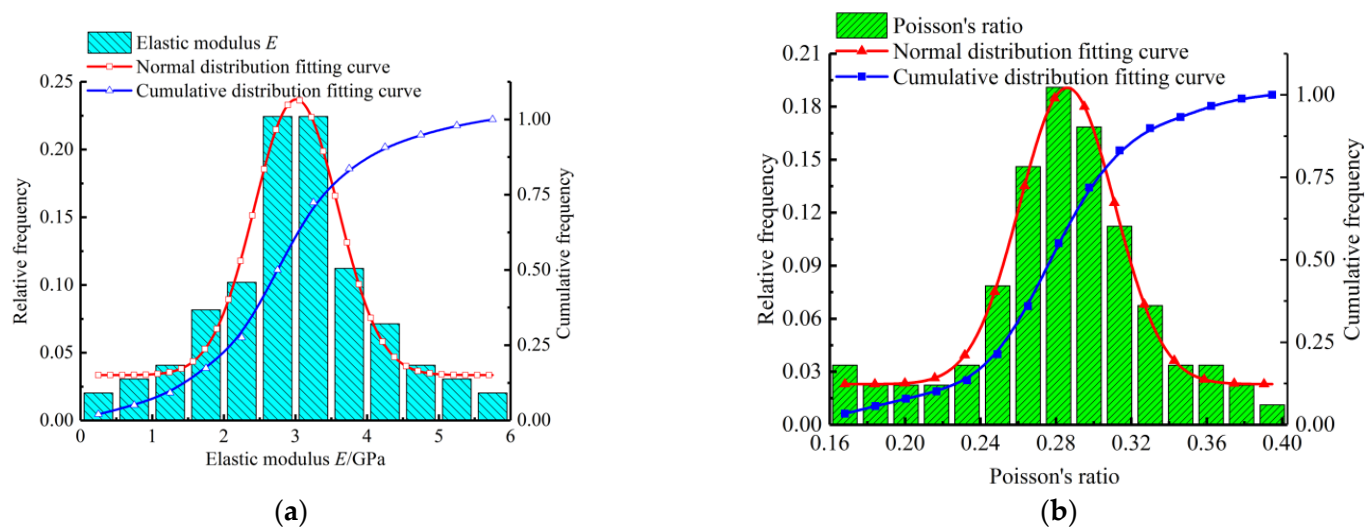 Elastic modulus E
Normal distribution fitting curve
Cumulative distribution fitting curve
0.25
0.20
0.15
0.10
0.05
0.00
Relative frequency
1.00
0.75
0.50
0.25
0.00
Cumulative frequency
0 1 2 3 4 5 6
Elastic modulus E/GPa
(a)
Poisson's ratio
Normal distribution fitting curve
Cumulative distribution fitting curve
0.21
0.18
0.15
0.12
0.09
0.06
0.03
0.00
Relative frequency
1.00
0.75
0.50
0.25
0.00
Cumulative frequency
0.16 0.20 0.24 0.28 0.32 0.36 0.40
Poisson's ratio
(b)